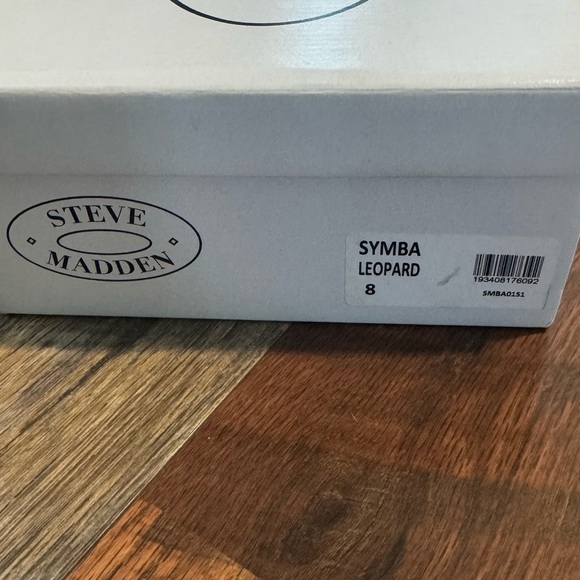 STEVE
MADDEN
SYMBA
LEOPARD
8
193408176092
SMBA01S1